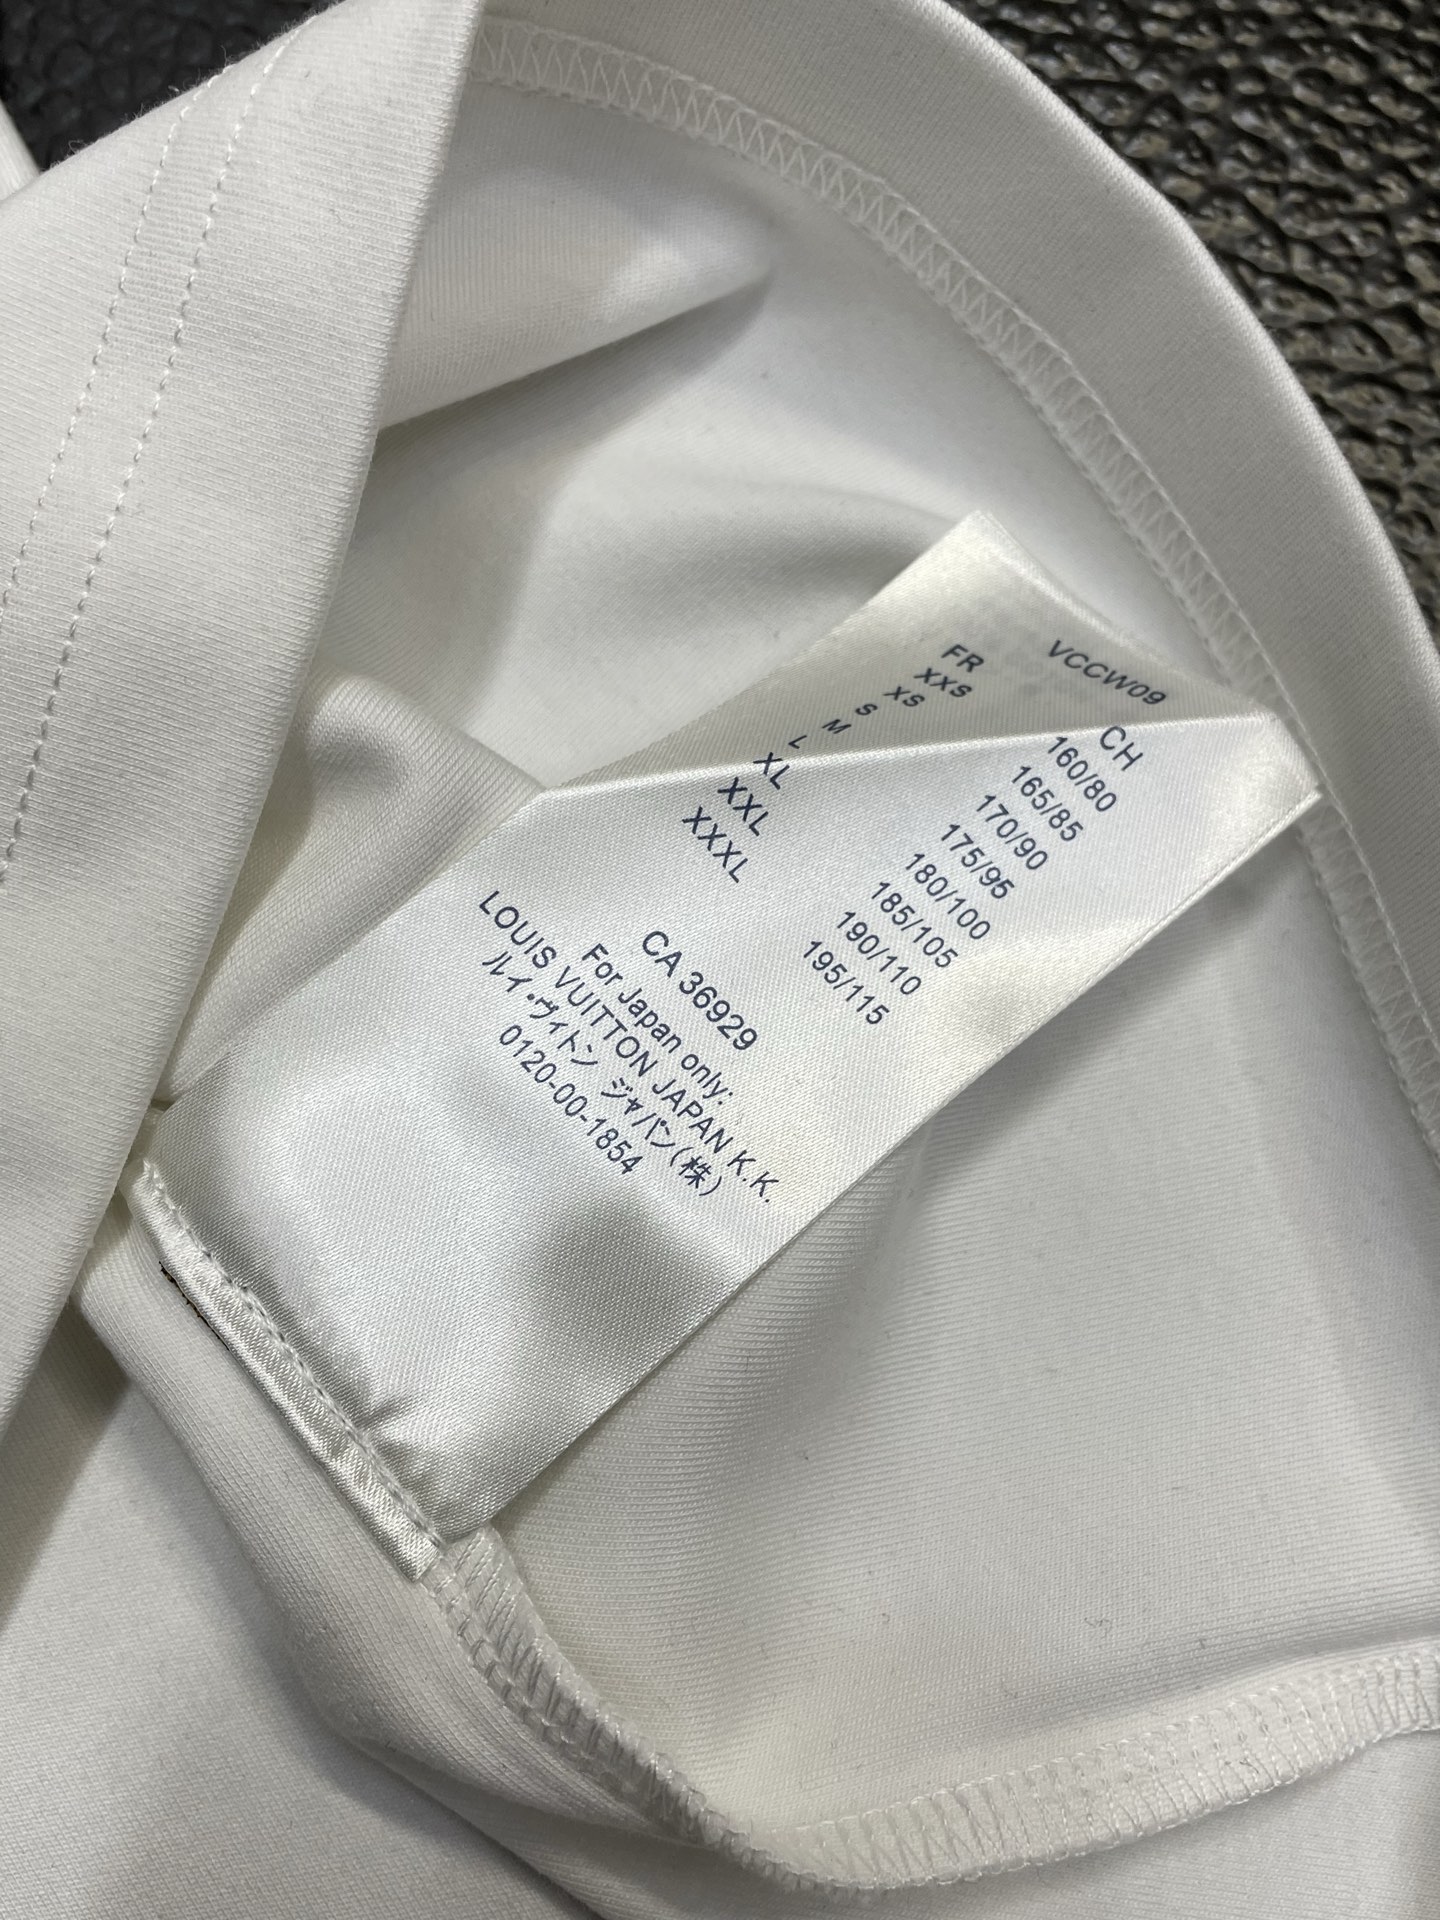 VCCW09
FR CH
XXS 160/80
XS 165/85
S 170/90
M 175/95
L 180/100
XL 185/105
XXL 190/110
XXXL 195/115
CA 36929
For Japan only:
LOUIS VUITTON JAPAN K.K.
ルイ・ヴィトン ジャパン(株)
0120-00-1854